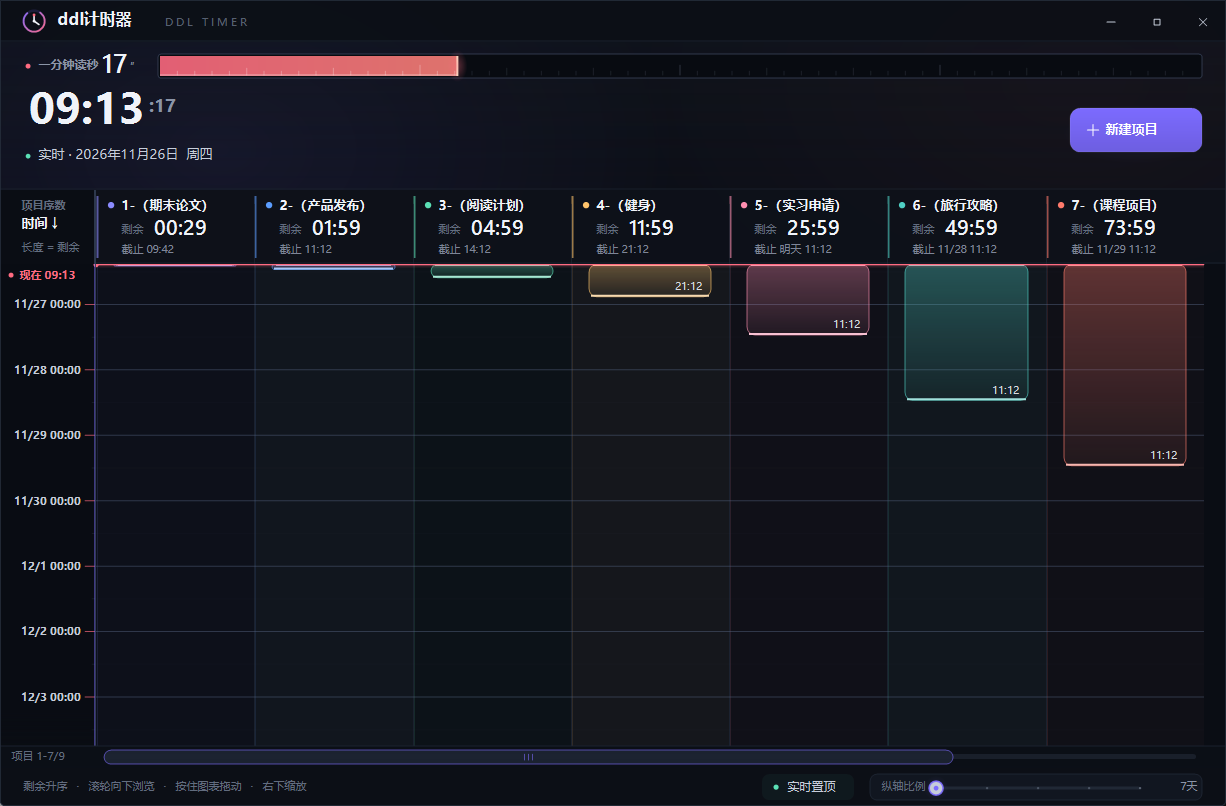 ddl计时器 DDL TIMER
一分钟读秒 17″
09:13 :17
实时 · 2026年11月26日 周四
新建项目
项目序数
时间↓
长度 = 剩余
1-（期末论文）
剩余 00:29
截止 09:42
2-（产品发布）
剩余 01:59
截止 11:12
3-（阅读计划）
剩余 04:59
截止 14:12
4-（健身）
剩余 11:59
截止 21:12
5-（实习申请）
剩余 25:59
截止 明天 11:12
6-（旅行攻略）
剩余 49:59
截止 11/28 11:12
7-（课程项目）
剩余 73:59
截止 11/29 11:12
现在 09:13
21:12
11/27 00:00
11:12
11/28 00:00
11:12
11/29 00:00
11:12
11/30 00:00
12/1 00:00
12/2 00:00
12/3 00:00
项目 1-7/9
剩余升序 · 滚轮向下浏览 · 按住图表拖动 · 右下缩放
实时置顶
纵轴比例 7天